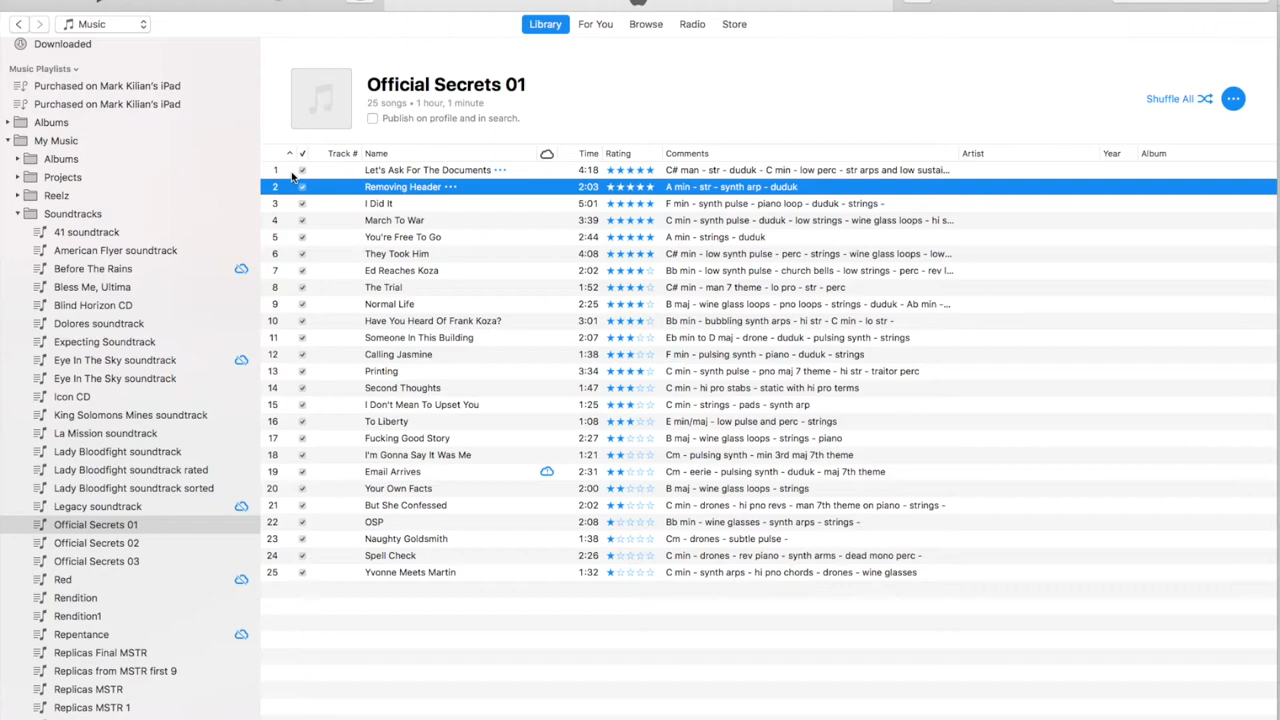 Music
Library
For You
Browse
Radio
Store
Downloaded
Music Playlists
Purchased on Mark Kilian's iPad
Purchased on Mark Kilian's iPad
Albums
My Music
Albums
Projects
Reelz
Soundtracks
41 soundtrack
American Flyer soundtrack
Before The Rains
Bless Me, Ultima
Blind Horizon CD
Dolores soundtrack
Expecting Soundtrack
Eye In The Sky soundtrack
Eye In The Sky soundtrack
Icon CD
King Solomons Mines soundtrack
La Mission soundtrack
Lady Bloodfight soundtrack
Lady Bloodfight soundtrack rated
Lady Bloodfight soundtrack sorted
Legacy soundtrack
Official Secrets 01
Official Secrets 02
Official Secrets 03
Red
Rendition
Rendition1
Repentance
Replicas Final MSTR
Replicas from MSTR first 9
Replicas MSTR
Replicas MSTR 1
Official Secrets 01
25 songs • 1 hour, 1 minute
Publish on profile and in search.
Shuffle All
Track # Name Time Rating Comments Artist Year Album
1 Let's Ask For The Documents ••• 4:18 ★★★★★ C# man - str - duduk - C min - low perc - str arps and low sustai...
2 Removing Header ••• 2:03 ★★★★★ A min - str - synth arp - duduk
3 I Did It 5:01 ★★★★★ F min - synth pulse - piano loop - duduk - strings -
4 March To War 3:39 ★★★★★ C min - synth pulse - duduk - low strings - wine glass loops - hi s...
5 You're Free To Go 2:44 ★★★★★ A min - strings - duduk
6 They Took Him 4:08 ★★★★★ C# min - low synth pulse - perc - strings - wine glass loops - low...
7 Ed Reaches Koza 2:02 ★★★★☆ Bb min - low synth pulse - church bells - low strings - perc - rev l...
8 The Trial 1:52 ★★★★☆ C# min - man 7 theme - lo pro - str - perc
9 Normal Life 2:25 ★★★★☆ B maj - wine glass loops - pno loops - strings - duduk - Ab min -...
10 Have You Heard Of Frank Koza? 3:01 ★★★★☆ Bb min - bubbling synth arps - hi str - C min - lo str -
11 Someone In This Building 2:07 ★★★★☆ Eb min to D maj - drone - duduk - pulsing synth - strings
12 Calling Jasmine 1:38 ★★★★☆ F min - pulsing synth - piano - duduk - strings
13 Printing 3:34 ★★★★☆ C min - pulsing synth - pno maj 7 theme - hi str - traitor perc
14 Second Thoughts 1:47 ★★★☆☆ C min - hi pro stabs - static with hi pro terms
15 I Don't Mean To Upset You 1:25 ★★★☆☆ C min - strings - pads - synth arp
16 To Liberty 1:08 ★★★☆☆ E min/maj - low pulse and perc - strings
17 Fucking Good Story 2:27 ★★☆☆☆ B maj - wine glass loops - strings - piano
18 I'm Gonna Say It Was Me 1:21 ★★☆☆☆ Cm - pulsing synth - min 3rd maj 7th theme
19 Email Arrives 2:31 ★★☆☆☆ Cm - eerie - pulsing synth - duduk - maj 7th theme
20 Your Own Facts 2:00 ★★☆☆☆ B maj - wine glass loops - strings
21 But She Confessed 2:02 ★★☆☆☆ C min - drones - hi pno revs - man 7th theme on piano - strings -
22 OSP 2:08 ★☆☆☆☆ Bb min - wine glasses - synth arps - strings -
23 Naughty Goldsmith 1:38 ★☆☆☆☆ Cm - drones - subtle pulse -
24 Spell Check 2:26 ★☆☆☆☆ C min - drones - rev piano - synth arms - dead mono perc -
25 Yvonne Meets Martin 1:32 ★☆☆☆☆ C min - synth arps - hi pno chords - drones - wine glasses